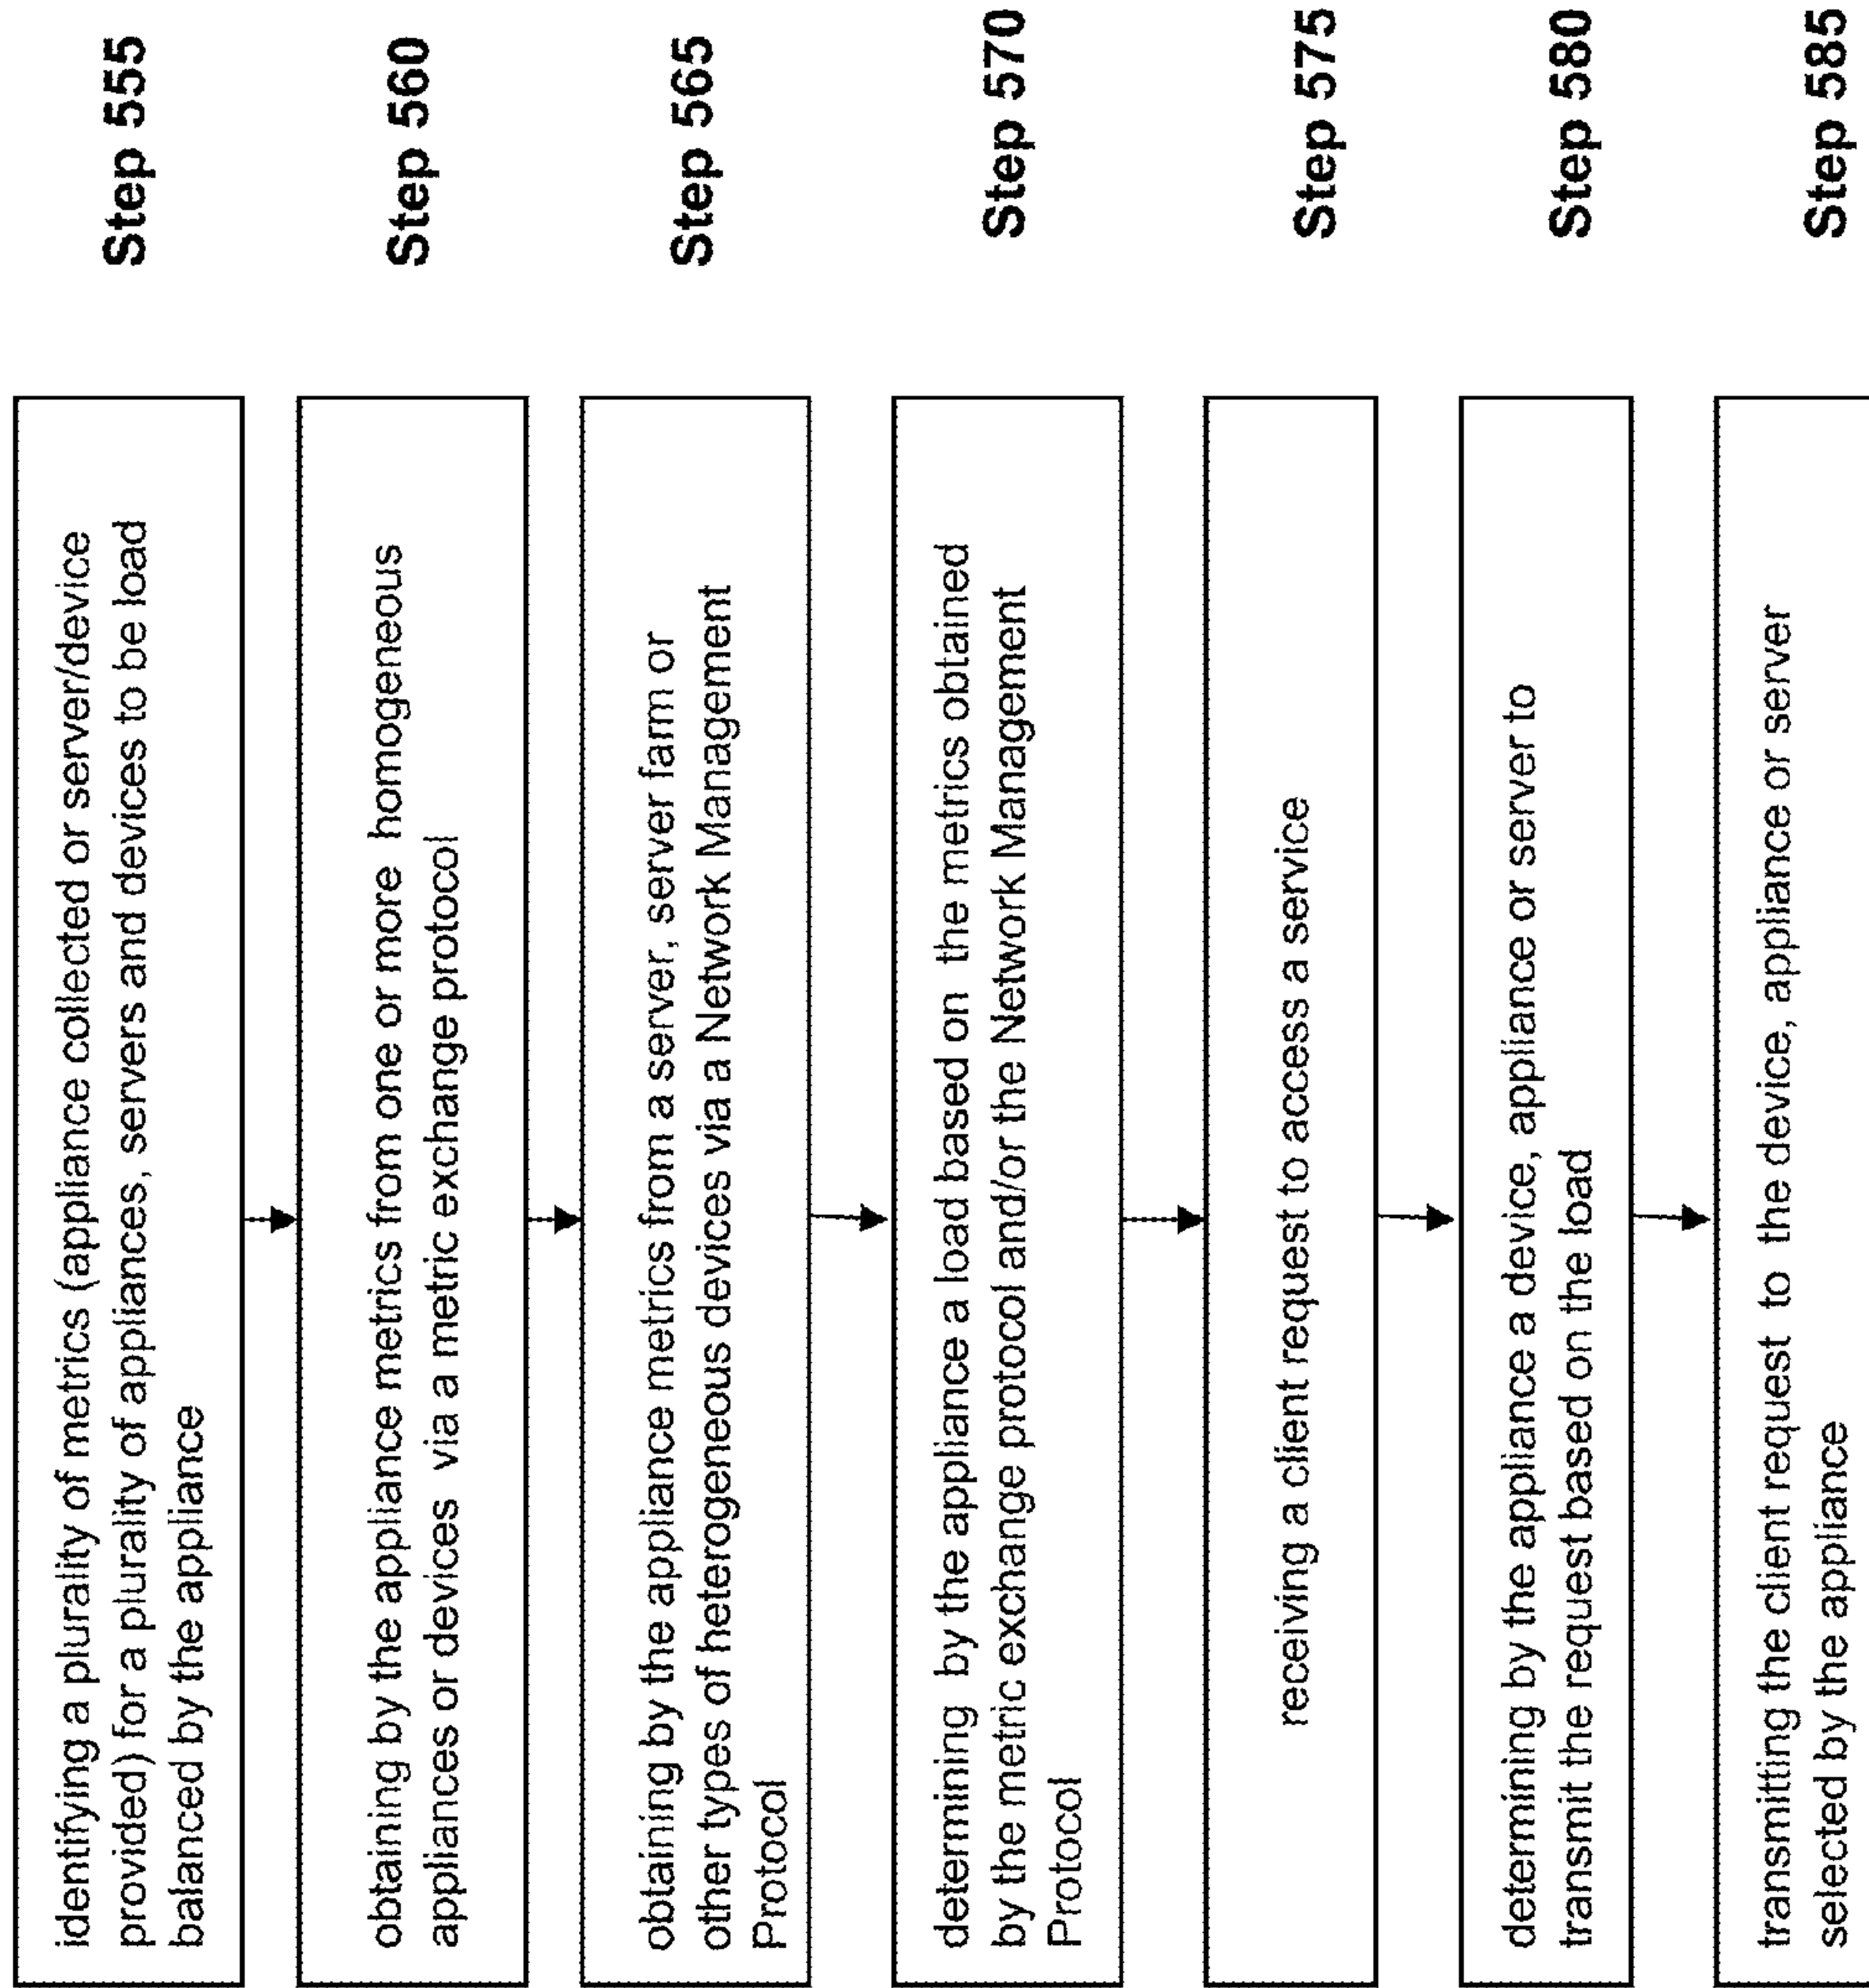 identifying a plurality of metrics (appliance collected or server/device
provided) for a plurality of appliances, servers and devices to be load
balanced by the appliance
Step 555
obtaining by the appliance metrics from one or more homogeneous
appliances or devices via a metric exchange protocol
Step 560
obtaining by the appliance metrics from a server, server farm or
other types of heterogeneous devices via a Network Management
Protocol
Step 565
determining by the appliance a load based on the metrics obtained
by the metric exchange protocol and/or the Network Management
Protocol
Step 570
receiving a client request to access a service
Step 575
determining by the appliance a device, appliance or server to
transmit the request based on the load
Step 580
transmitting the client request to the device, appliance or server
selected by the appliance
Step 585